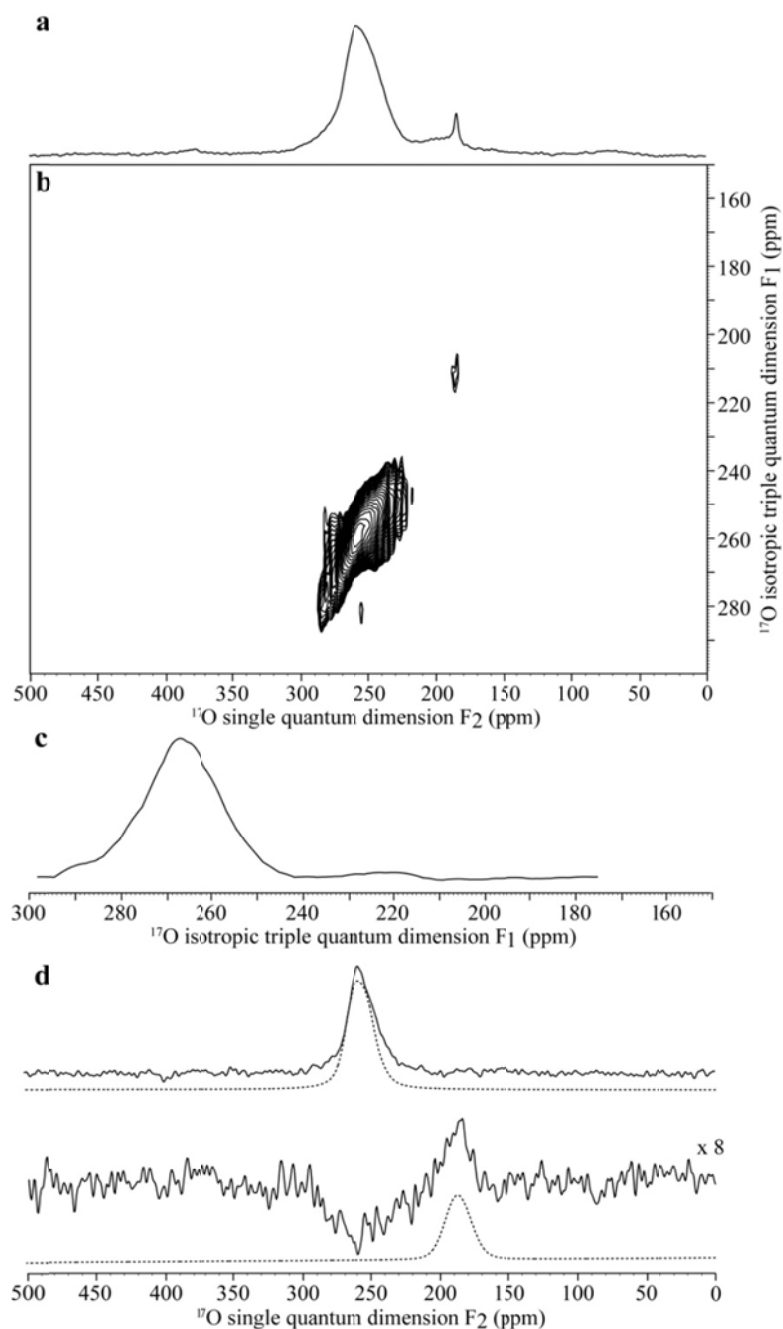 a
b
160
180
200
220
240
260
280
¹⁷O isotropic triple quantum dimension F₁ (ppm)
500 450 400 350 300 250 200 150 100 50 0
¹⁷O single quantum dimension F₂ (ppm)
c
300 280 260 240 220 200 180 160
¹⁷O isotropic triple quantum dimension F₁ (ppm)
d
x 8
500 450 400 350 300 250 200 150 100 50 0
¹⁷O single quantum dimension F₂ (ppm)